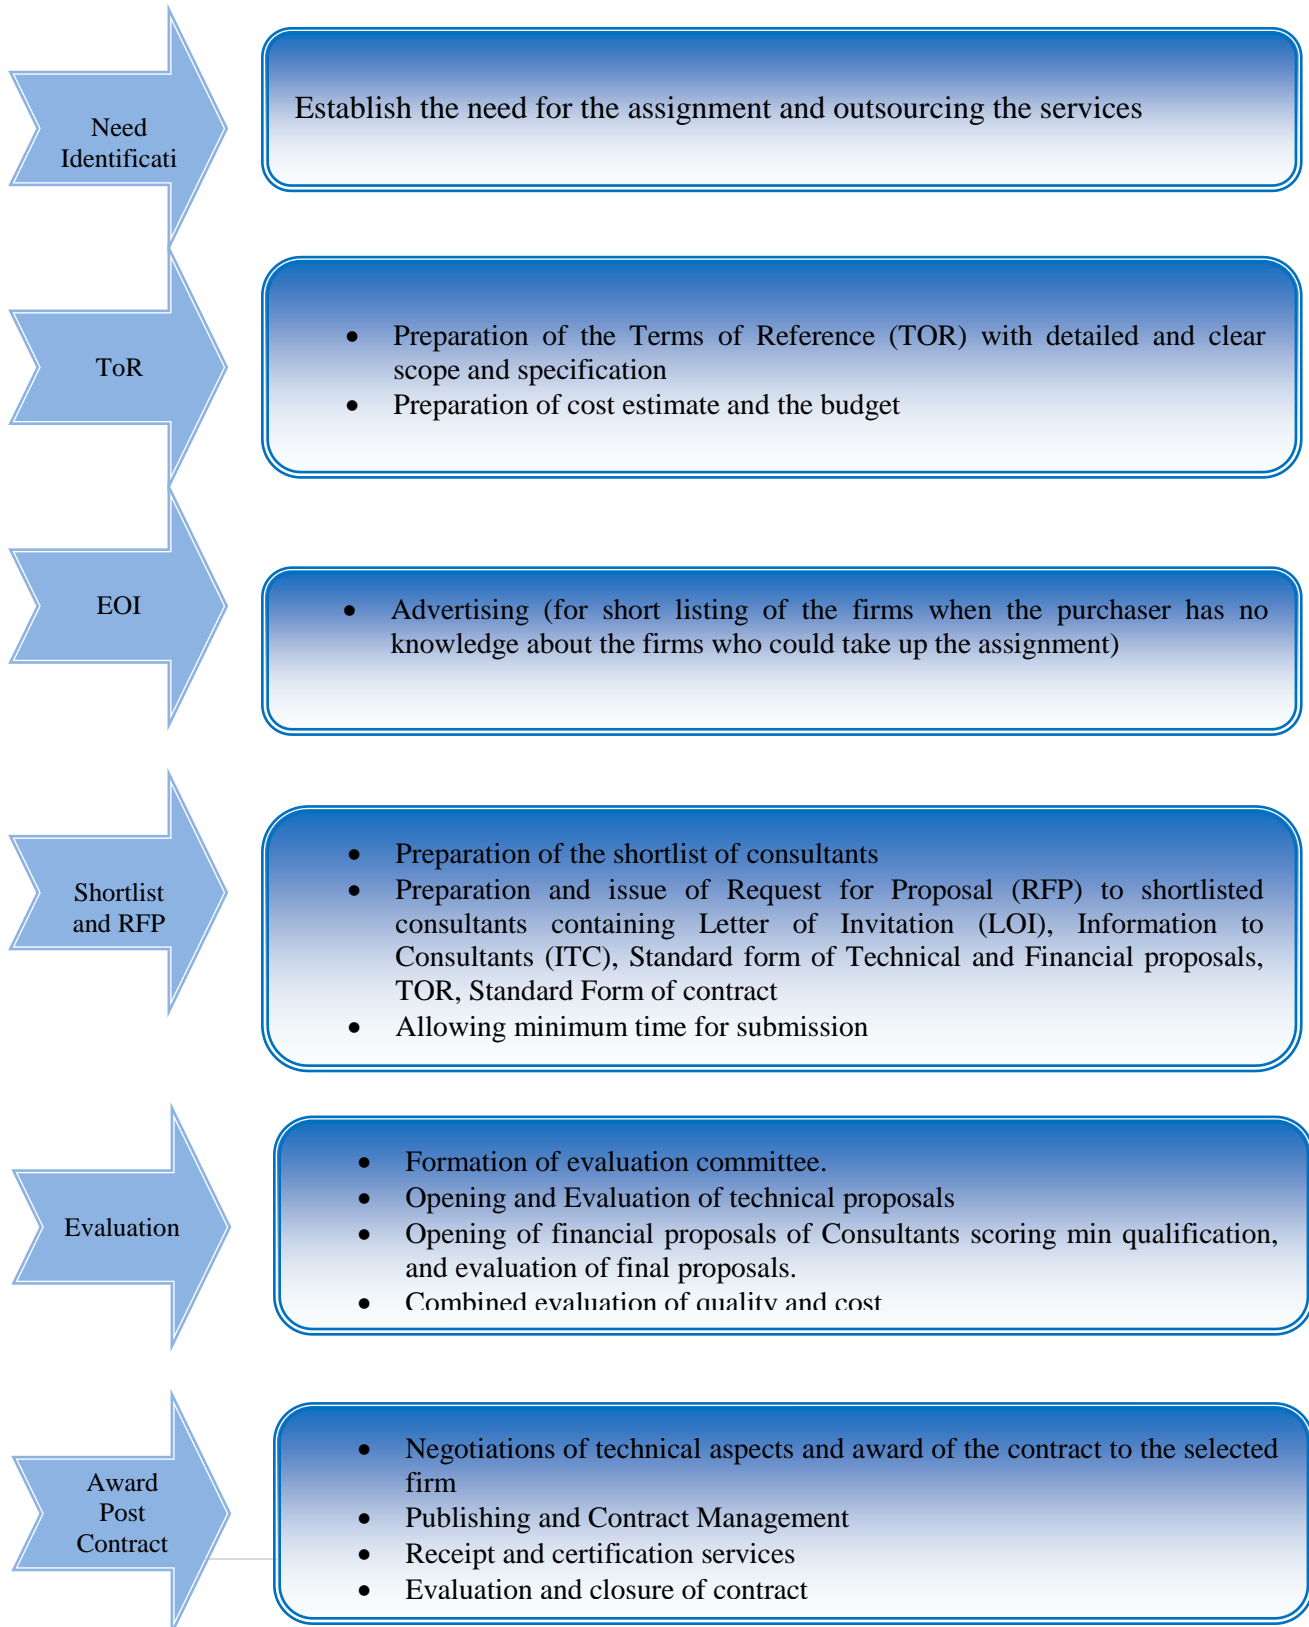 Need
Identificati
Establish the need for the assignment and outsourcing the services
ToR
• Preparation of the Terms of Reference (TOR) with detailed and clear
scope and specification
• Preparation of cost estimate and the budget
EOI
• Advertising (for short listing of the firms when the purchaser has no
knowledge about the firms who could take up the assignment)
Shortlist
and RFP
• Preparation of the shortlist of consultants
• Preparation and issue of Request for Proposal (RFP) to shortlisted
consultants containing Letter of Invitation (LOI), Information to
Consultants (ITC), Standard form of Technical and Financial proposals,
TOR, Standard Form of contract
• Allowing minimum time for submission
Evaluation
• Formation of evaluation committee.
• Opening and Evaluation of technical proposals
• Opening of financial proposals of Consultants scoring min qualification,
and evaluation of final proposals.
• Combined evaluation of quality and cost
Award
Post
Contract
• Negotiations of technical aspects and award of the contract to the selected
firm
• Publishing and Contract Management
• Receipt and certification services
• Evaluation and closure of contract